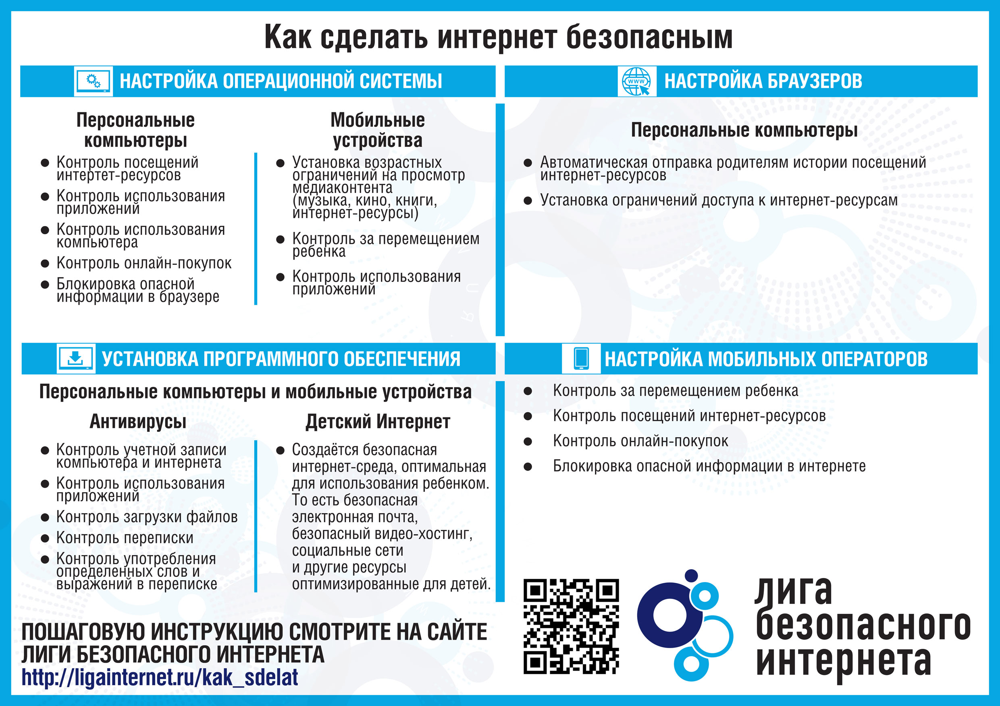 Как сделать интернет безопасным
НАСТРОЙКА ОПЕРАЦИОННОЙ СИСТЕМЫ
Персональные
компьютеры
Контроль посещений
интертет-ресурсов
Контроль использования
приложений
Контроль использования
компьютера
Контроль онлайн-покупок
Блокировка опасной
информации в браузере
Мобильные
устройства
Установка возрастных
ограничений на просмотр
медиаконтента
(музыка, кино, книги,
интернет-ресурсы)
Контроль за перемещением
ребенка
Контроль использования
приложений
www
НАСТРОЙКА БРАУЗЕРОВ
Персональные компьютеры
Автоматическая отправка родителям истории посещений
интернет-ресурсов
Установка ограничений доступа к интернет-ресурсам
УСТАНОВКА ПРОГРАММНОГО ОБЕСПЕЧЕНИЯ
Персональные компьютеры и мобильные устройства
Антивирусы
Контроль учетной записи
компьютера и интернета
Контроль использования
приложений
Контроль загрузки файлов
Контроль переписки
Контроль употребления
определенных слов и
выражений в переписке
Детский Интернет
Создаётся безопасная
интернет-среда, оптимальная
для использования ребенком.
То есть безопасная
электронная почта,
безопасный видео-хостинг,
социальные сети
и другие ресурсы
оптимизированные для детей.
НАСТРОЙКА МОБИЛЬНЫХ ОПЕРАТОРОВ
Контроль за перемещением ребенка
Контроль посещений интернет-ресурсов
Контроль онлайн-покупок
Блокировка опасной информации в интернете
ПОШАГОВУЮ ИНСТРУКЦИЮ СМОТРИТЕ НА САЙТЕ
ЛИГИ БЕЗОПАСНОГО ИНТЕРНЕТА
http://ligainternet.ru/kak_sdelat
лига
безопасного
интернета